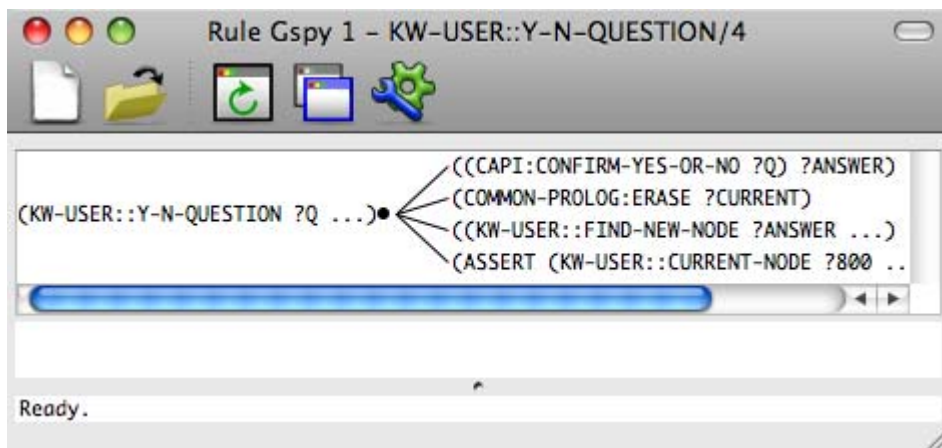 Rule Gspy 1 – KW-USER::Y-N-QUESTION/4
((CAPI:CONFIRM-YES-OR-NO ?Q) ?ANSWER)
(COMMON-PROLOG:ERASE ?CURRENT)
(KW-USER::Y-N-QUESTION ?Q ...)
((KW-USER::FIND-NEW-NODE ?ANSWER ...)
(ASSERT (KW-USER::CURRENT-NODE ?800 ..
Ready.